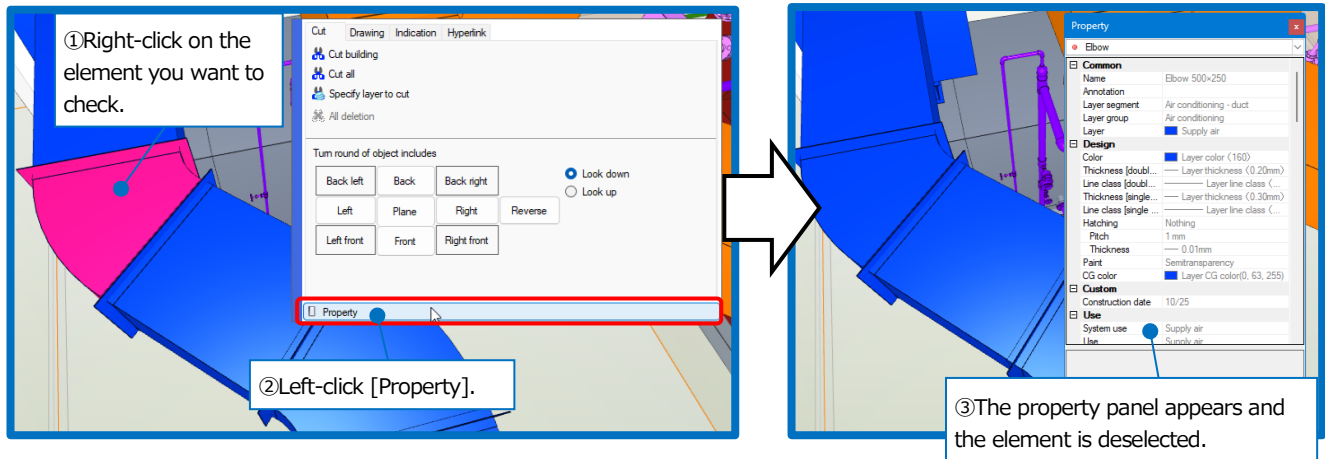 ①Right-click on the
element you want to
check.
Cut Drawing Indication Hyperlink
Cut building
Cut all
Specify layer to cut
All deletion
Turn round of object includes
Back left Back Back right
Look down
Look up
Left Plane Right Reverse
Left front Front Right front
Property
②Left-click [Property].
Property
Elbow
Common
Name Elbow 500×250
Annotation
Layer segment Air conditioning - duct
Layer group Air conditioning
Layer Supply air
Design
Color Layer color (160)
Thickness [doubl... Layer thickness (0.20mm)
Line class [doubl... Layer line class (...
Thickness [single... Layer thickness (0.30mm)
Line class [single ... Layer line class (...
Hatching Nothing
Pitch 1 mm
Thickness 0.01mm
Paint Semitransparency
CG color Layer CG color(0, 63, 255)
Custom
Construction date 10/25
Use
System use Supply air
Use Supply air
③The property panel appears and
the element is deselected.